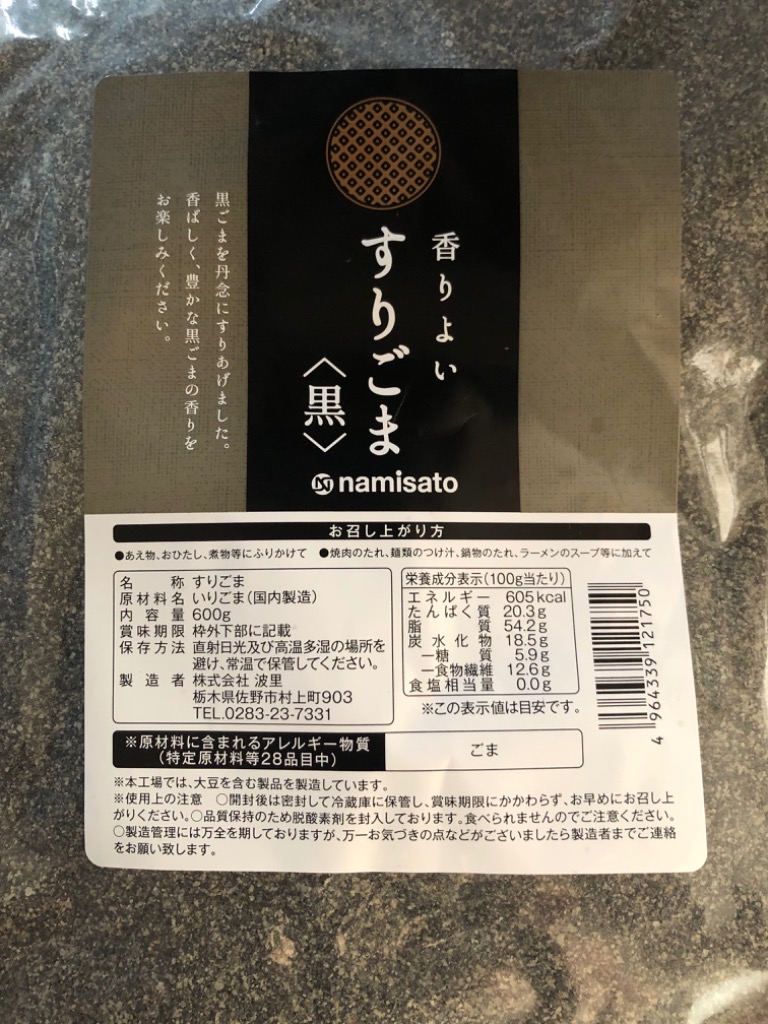 香りよい
すりごま
〈黒〉
namisato
黒ごまを丹念にすりあげました。
香ばしく、豊かな黒ごまの香りを
お楽しみください。
お召し上がり方
●あえ物、おひたし、煮物等にふりかけて ●焼肉のたれ、麺類のつけ汁、鍋物のたれ、ラーメンのスープ等に加えて
名称 すりごま
原材料名 いりごま(国内製造)
内容量 600g
賞味期限 枠外下部に記載
保存方法 直射日光及び高温多湿の場所を
避け、常温で保管してください。
製造者 株式会社 波里
栃木県佐野市村上町903
TEL.0283-23-7331
栄養成分表示(100g当たり)
エネルギー 605kcal
たんぱく質 20.3g
脂質 54.2g
炭水化物 18.5g
―糖質 5.9g
―食物繊維 12.6g
食塩相当量 0.0g
※この表示値は目安です。
4 964339 121750
※原材料に含まれるアレルギー物質
(特定原材料等28品目中)
ごま
※本工場では、大豆を含む製品を製造しています。
※使用上の注意 ○開封後は密封して冷蔵庫に保管し、賞味期限にかかわらず、お早めにお召し上
がりください。○品質保持のため脱酸素剤を封入しております。食べられませんのでご注意ください。
○製造管理には万全を期しておりますが、万一お気づきの点などがございましたら製造者までご連絡
をお願い致します。